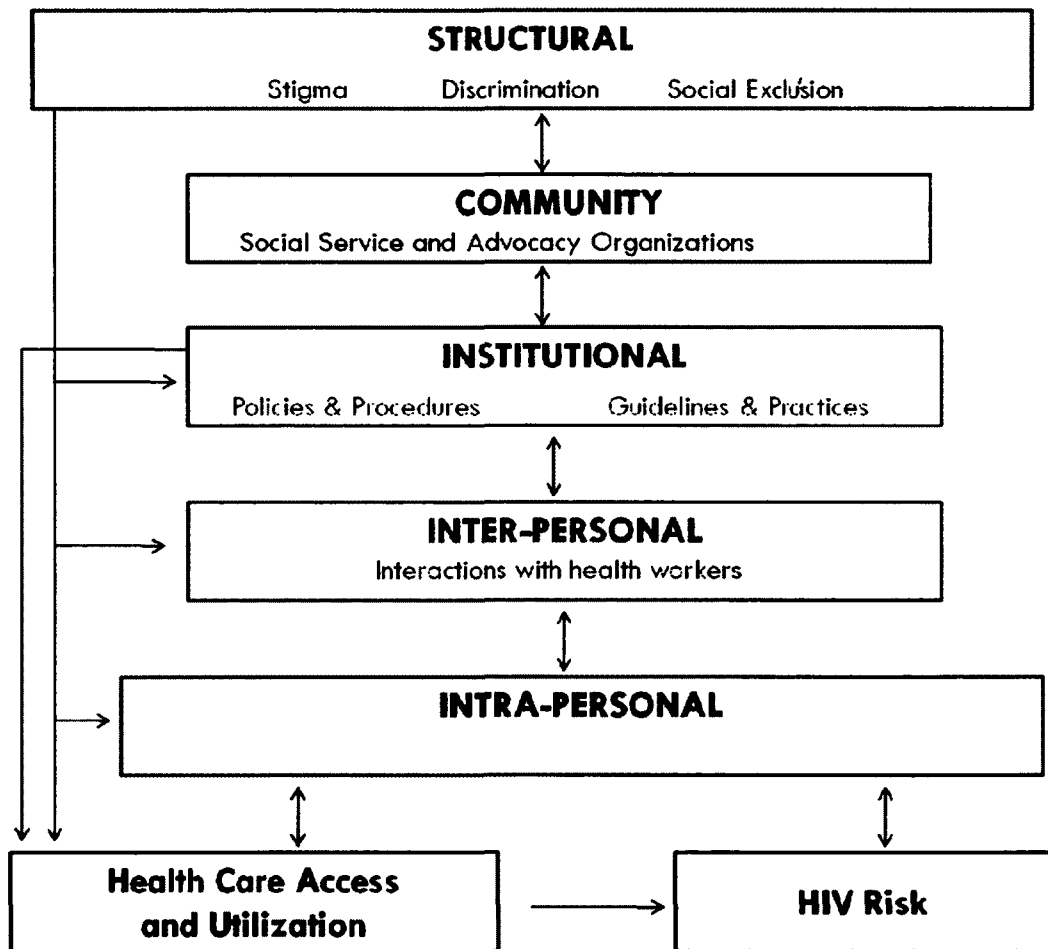 STRUCTURAL
Stigma Discrimination Social Exclusion
COMMUNITY
Social Service and Advocacy Organizations
INSTITUTIONAL
Policies & Procedures Guidelines & Practices
INTER-PERSONAL
Interactions with health workers
INTRA-PERSONAL
Health Care Access
and Utilization
HIV Risk